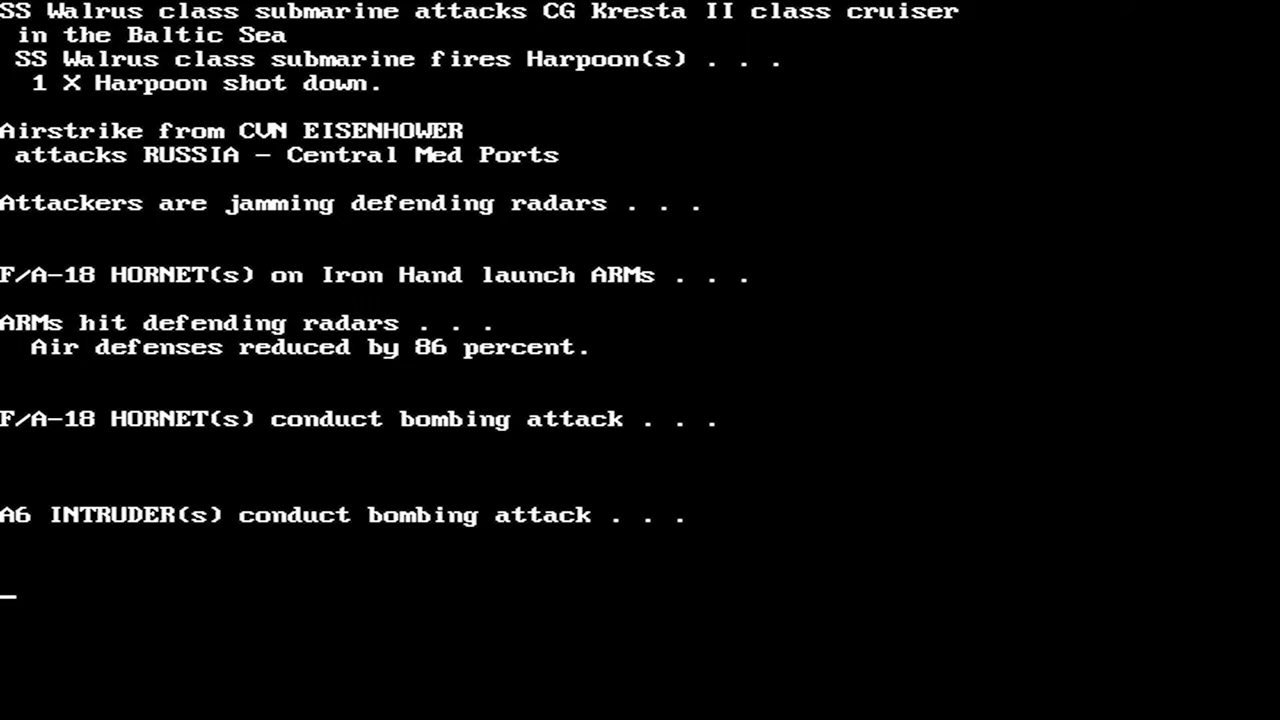 SS Walrus class submarine attacks CG Kresta II class cruiser
in the Baltic Sea
SS Walrus class submarine fires Harpoon(s) . . .
1 X Harpoon shot down.
Airstrike from CVN EISENHOWER
attacks RUSSIA - Central Med Ports
Attackers are jamming defending radars . . .
F/A-18 HORNET(s) on Iron Hand launch ARMs . . .
ARMs hit defending radars . . .
Air defenses reduced by 86 percent.
F/A-18 HORNET(s) conduct bombing attack . . .
A6 INTRUDER(s) conduct bombing attack . . .